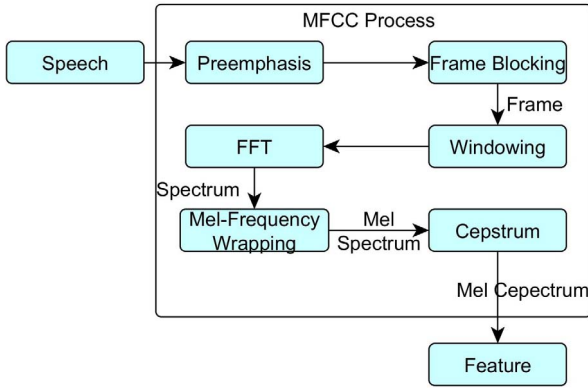 MFCC Process
Speech
Preemphasis
Frame Blocking
Frame
FFT
Windowing
Spectrum
Mel-Frequency
Wrapping
Mel
Spectrum
Cepstrum
Mel Cepectrum
Feature